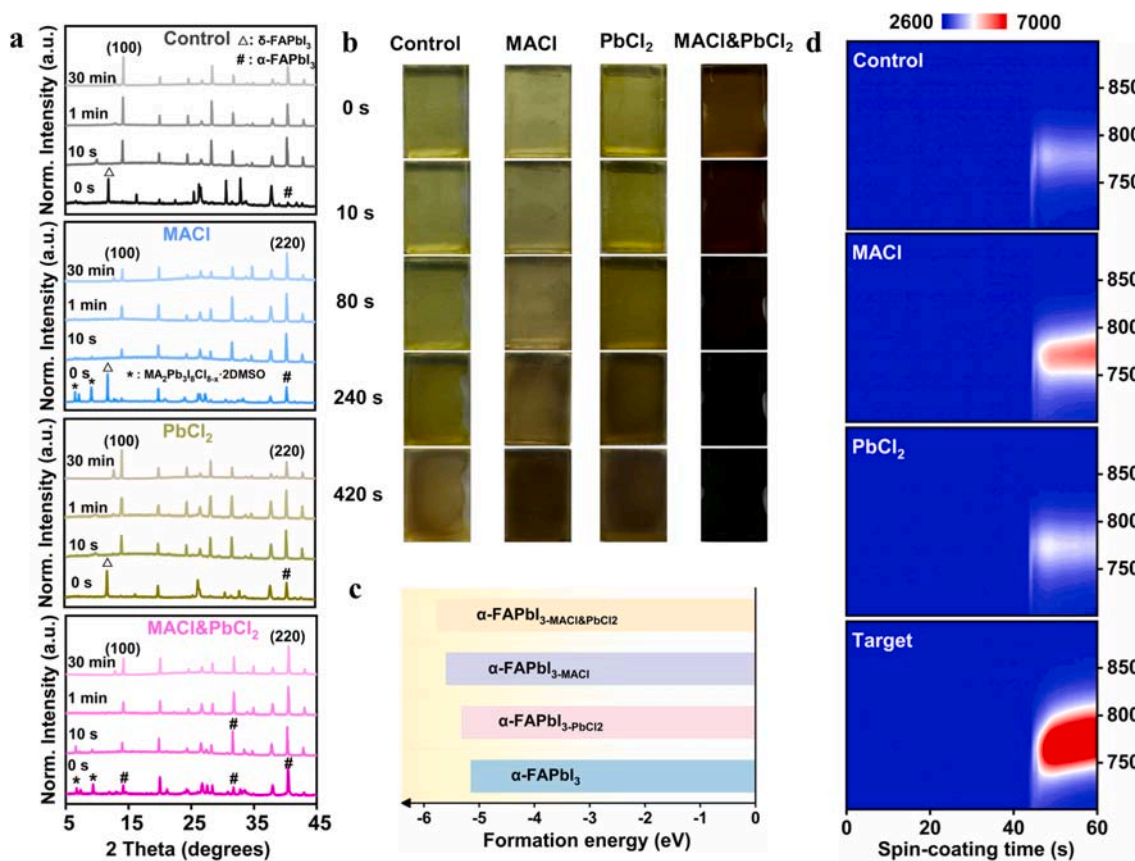 a
Control
△: δ-FAPbI₃
# : α-FAPbI₃
(100)
30 min
1 min
10 s
0 s
△
#
Norm. Intensity (a.u.)
MACl
(100)
(220)
30 min
1 min
10 s
0 s
* : MA₂Pb₃I₈Cl₈₋ₓ·2DMSO
* *
△
#
Norm. Intensity (a.u.)
PbCl₂
(100)
(220)
30 min
1 min
10 s
0 s
△
#
Norm. Intensity (a.u.)
MACl&PbCl₂
(100)
(220)
30 min
1 min
#
10 s
0 s
* * # # #
Norm. Intensity (a.u.)
5 15 25 35 45
2 Theta (degrees)
b
Control MACl PbCl₂ MACl&PbCl₂
0 s
10 s
80 s
240 s
420 s
c
α-FAPbI₃₋MACl&PbCl2
α-FAPbI₃₋MACl
α-FAPbI₃₋PbCl2
α-FAPbI₃
-6 -5 -4 -3 -2 -1 0
Formation energy (eV)
d
2600 7000
Control
850
800
750
MACl
850
800
750
PbCl₂
850
800
750
Target
850
800
750
0 20 40 60
Spin-coating time (s)